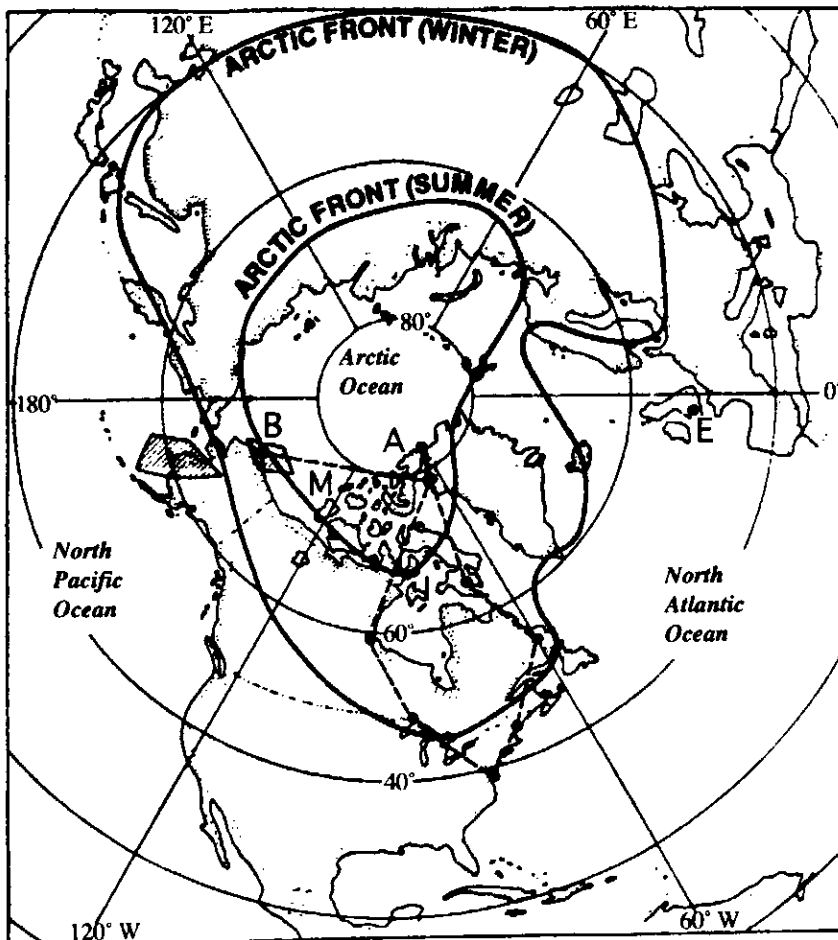 120° E
60° E
ARCTIC FRONT (WINTER)
ARCTIC FRONT (SUMMER)
80°
Arctic
Ocean
180°
0°
B
A
E
M
J
North
Pacific
Ocean
North
Atlantic
Ocean
60°
40°
120° W
60° W